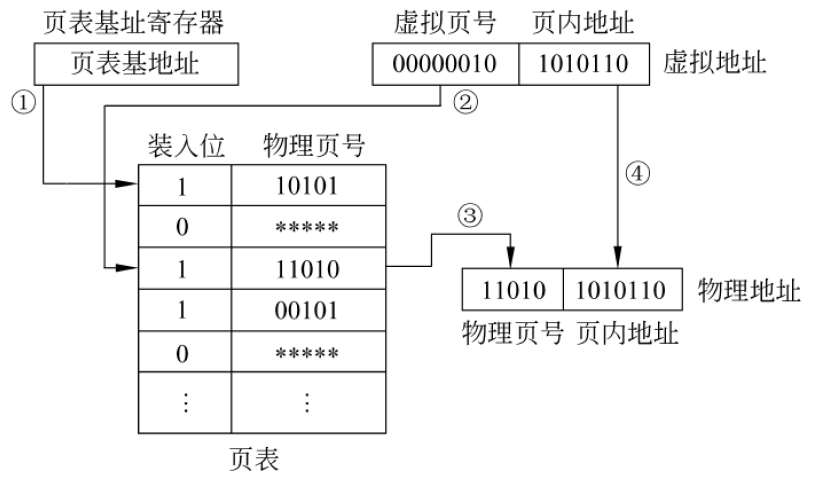 页表基址寄存器 虚拟页号 页内地址
页表基地址 00000010 1010110 虚拟地址
① ②
装入位 物理页号
1 10101 ④
0 ***** ③
1 11010
11010 1010110 物理地址
1 00101
物理页号 页内地址
0 *****
⋮ ⋮
页表